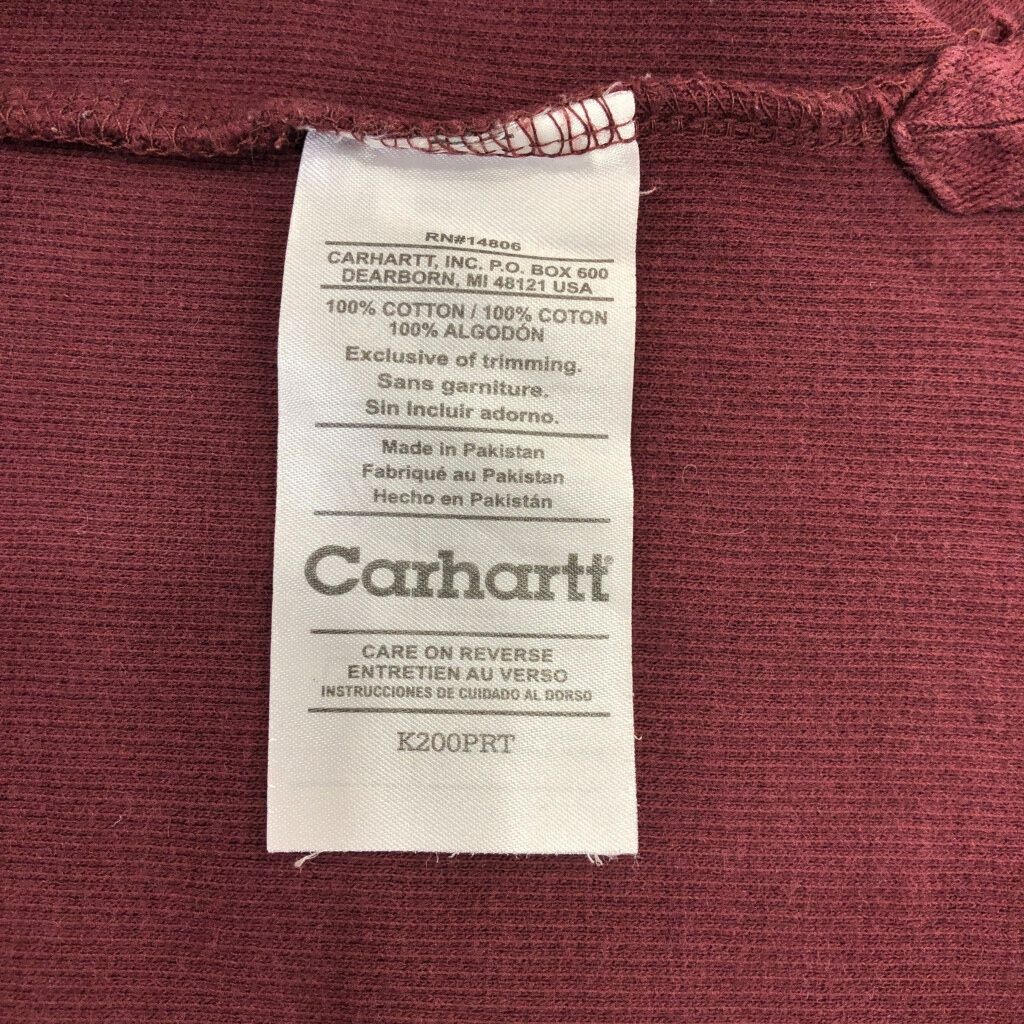 RN#14806
CARHARTT, INC. P.O. BOX 600
DEARBORN, MI 48121 USA
100% COTTON / 100% COTON
100% ALGODÓN
Exclusive of trimming.
Sans garniture.
Sin Incluir adorno.
Made in Pakistan
Fabriqué au Pakistan
Hecho en Pakistán
Carhartt®
CARE ON REVERSE
ENTRETIEN AU VERSO
INSTRUCCIONES DE CUIDADO AL DORSO
K200PRT